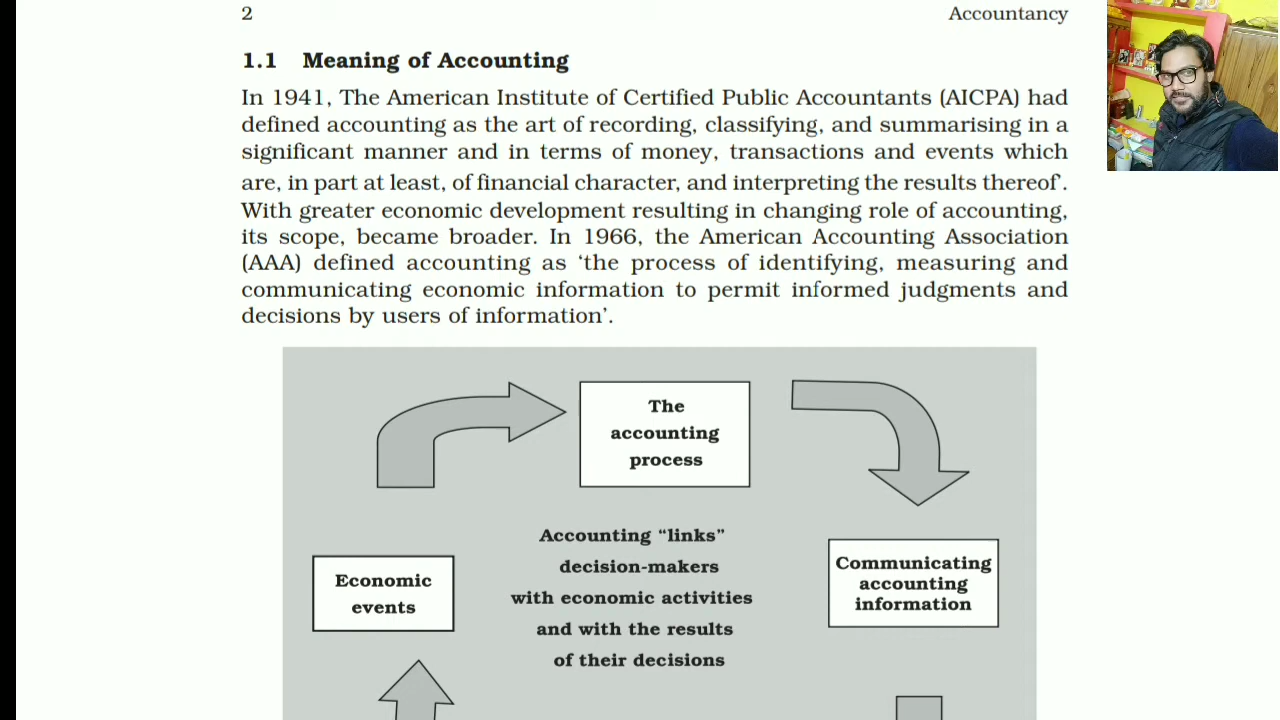 2
Accountancy
1.1 Meaning of Accounting
In 1941, The American Institute of Certified Public Accountants (AICPA) had
defined accounting as the art of recording, classifying, and summarising in a
significant manner and in terms of money, transactions and events which
are, in part at least, of financial character, and interpreting the results thereof'.
With greater economic development resulting in changing role of accounting,
its scope, became broader. In 1966, the American Accounting Association
(AAA) defined accounting as ‘the process of identifying, measuring and
communicating economic information to permit informed judgments and
decisions by users of information’.
The
accounting
process
Accounting “links”
decision-makers
with economic activities
and with the results
of their decisions
Economic
events
Communicating
accounting
information